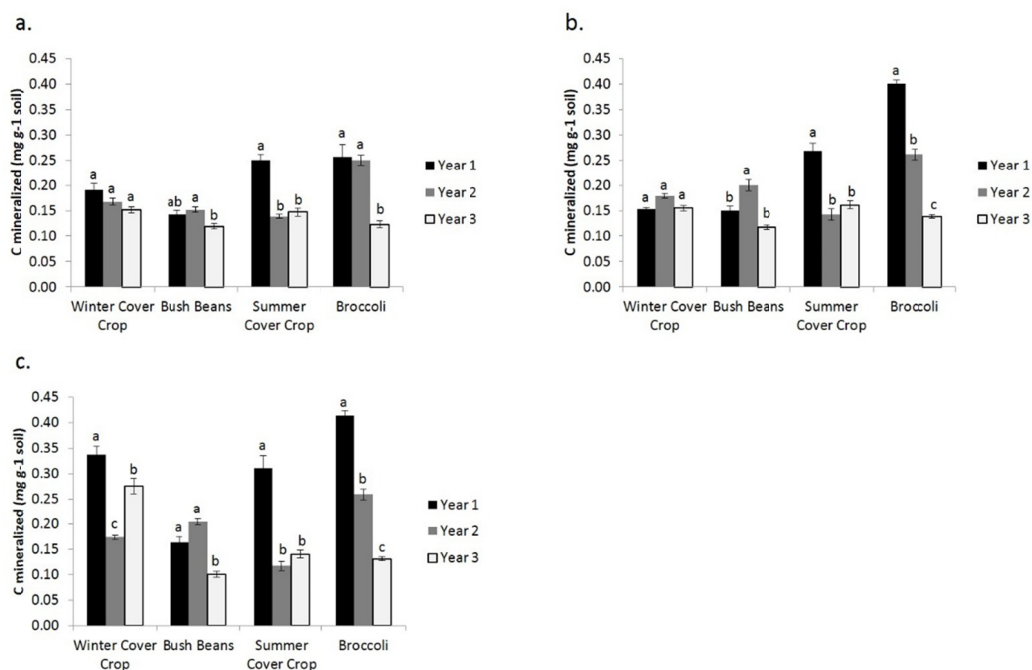 a.
C mineralized (mg g-1 soil)
0.45
0.40
0.35
0.30
0.25
0.20
0.15
0.10
0.05
0.00
a a a
ab a b
a b b
a a b
Winter Cover Crop
Bush Beans
Summer Cover Crop
Broccoli
Year 1
Year 2
Year 3
b.
C mineralized (mg g-1 soil)
0.45
0.40
0.35
0.30
0.25
0.20
0.15
0.10
0.05
0.00
a a a
b a b
a b b
a b c
Winter Cover Crop
Bush Beans
Summer Cover Crop
Broccoli
Year 1
Year 2
Year 3
c.
C mineralized (mg g-1 soil)
0.45
0.40
0.35
0.30
0.25
0.20
0.15
0.10
0.05
0.00
a c b
a a b
a b b
a b c
Winter Cover Crop
Bush Beans
Summer Cover Crop
Broccoli
Year 1
Year 2
Year 3